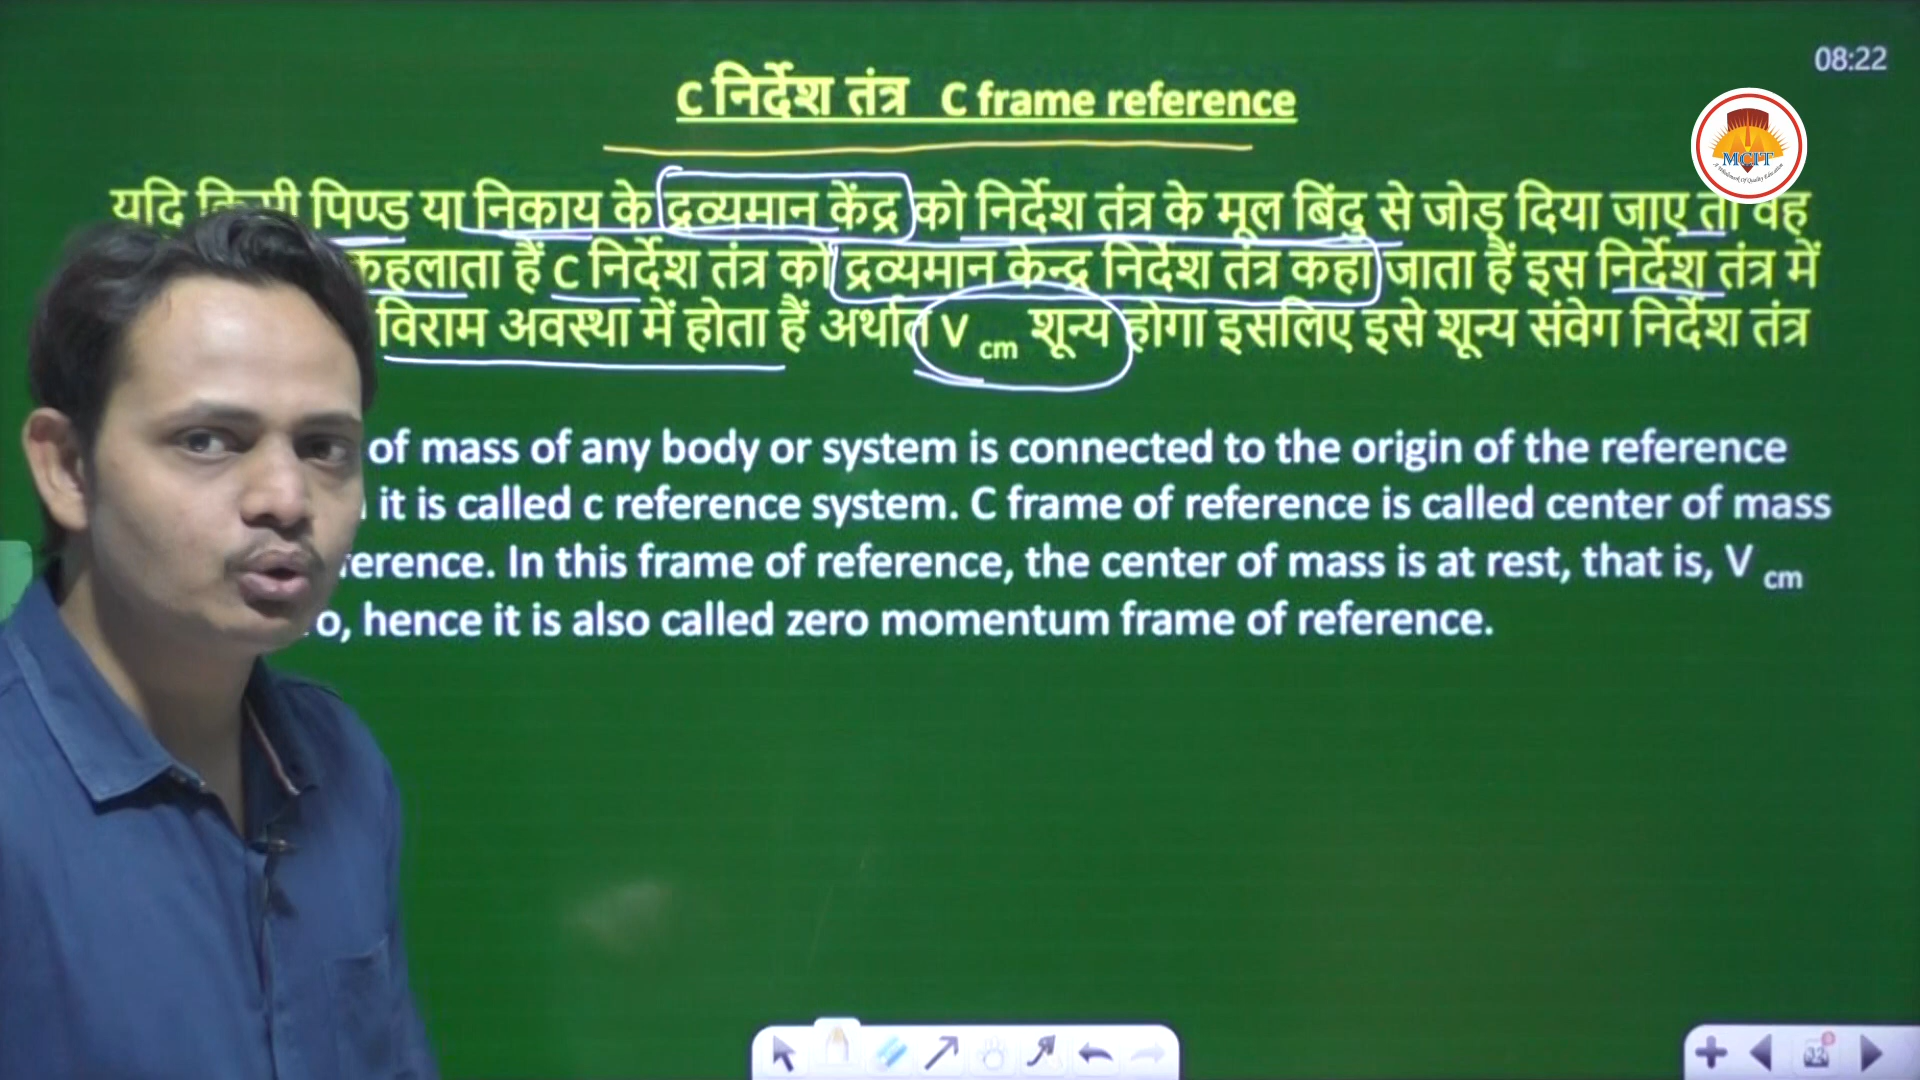 08:22
C निर्देश तंत्र C frame reference
MCIT
यदि किसी पिण्ड या निकाय के द्रव्यमान केंद्र को निर्देश तंत्र के मूल बिंदु से जोड़ दिया जाए तो वह
कहलाता हैं C निर्देश तंत्र को द्रव्यमान केन्द्र निर्देश तंत्र कहा जाता हैं इस निर्देश तंत्र में
विराम अवस्था में होता हैं अर्थात V cm शून्य होगा इसलिए इसे शून्य संवेग निर्देश तंत्र
of mass of any body or system is connected to the origin of the reference
it is called c reference system. C frame of reference is called center of mass
In this frame of reference, the center of mass is at rest, that is, V cm
hence it is also called zero momentum frame of reference.